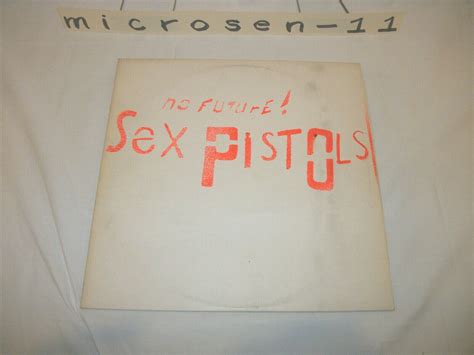 microsen-11
no FUTURE!
Sex PISTOLS